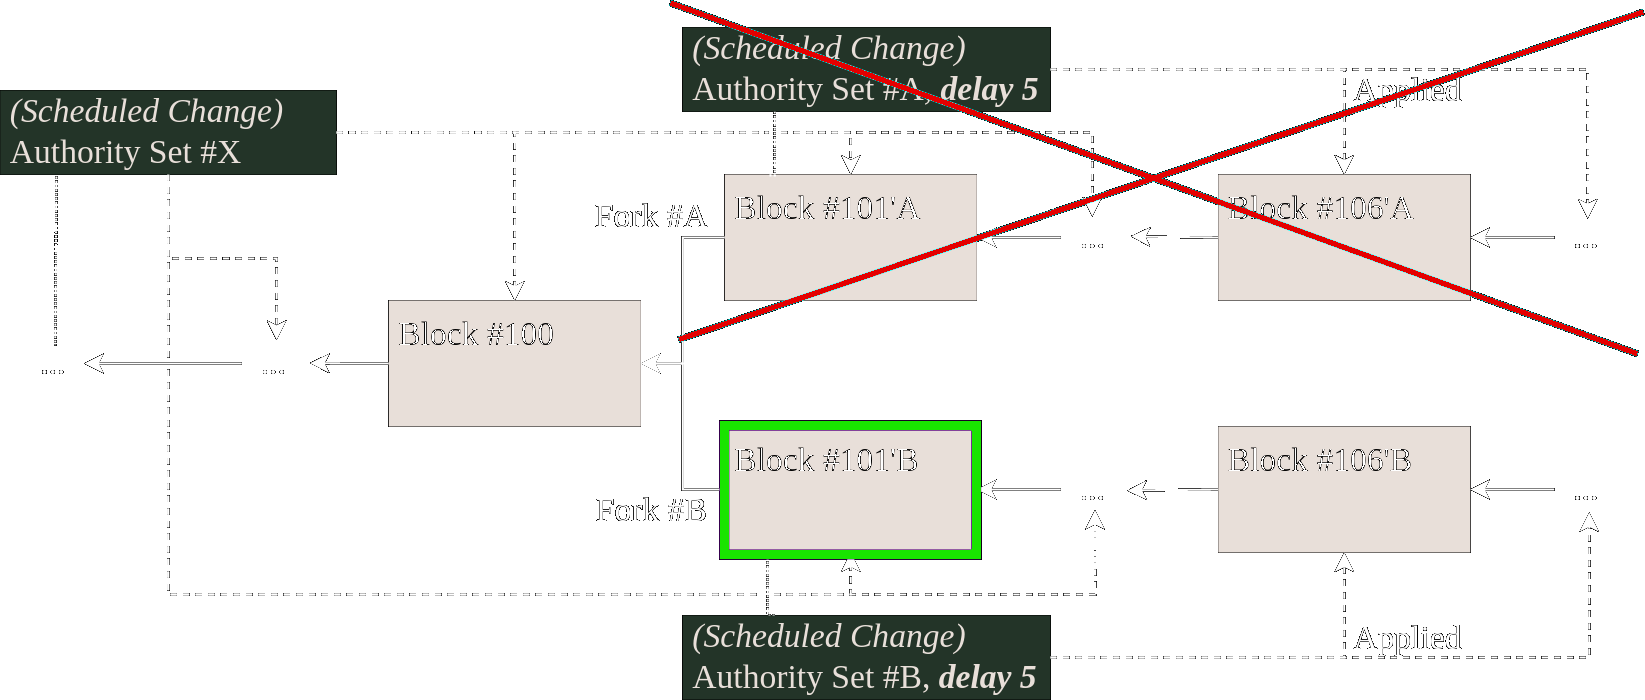 (Scheduled Change)
Authority Set #A, delay 5
Applied
(Scheduled Change)
Authority Set #X
Fork #A
Block #101'A
...
Block #106'A
...
Block #100
...
...
Fork #B
Block #101'B
...
Block #106'B
...
(Scheduled Change)
Authority Set #B, delay 5
Applied